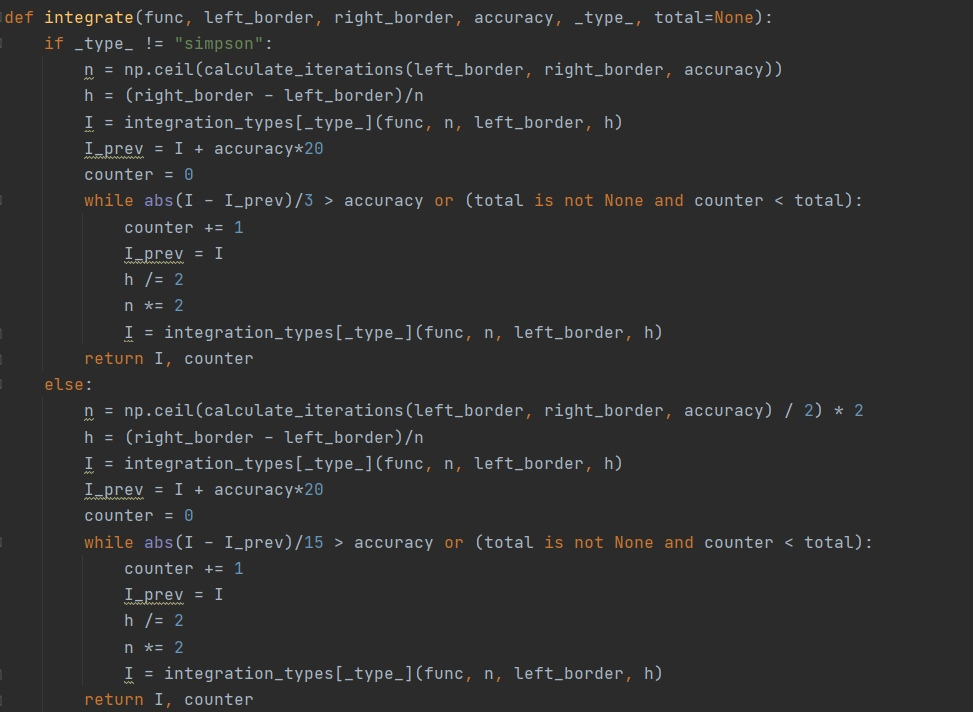 def integrate(func, left_border, right_border, accuracy, _type_, total=None):
    if _type_ != "simpson":
        n = np.ceil(calculate_iterations(left_border, right_border, accuracy))
        h = (right_border - left_border)/n
        I = integration_types[_type_](func, n, left_border, h)
        I_prev = I + accuracy*20
        counter = 0
        while abs(I - I_prev)/3 > accuracy or (total is not None and counter < total):
            counter += 1
            I_prev = I
            h /= 2
            n *= 2
            I = integration_types[_type_](func, n, left_border, h)
        return I, counter
    else:
        n = np.ceil(calculate_iterations(left_border, right_border, accuracy) / 2) * 2
        h = (right_border - left_border)/n
        I = integration_types[_type_](func, n, left_border, h)
        I_prev = I + accuracy*20
        counter = 0
        while abs(I - I_prev)/15 > accuracy or (total is not None and counter < total):
            counter += 1
            I_prev = I
            h /= 2
            n *= 2
            I = integration_types[_type_](func, n, left_border, h)
        return I, counter